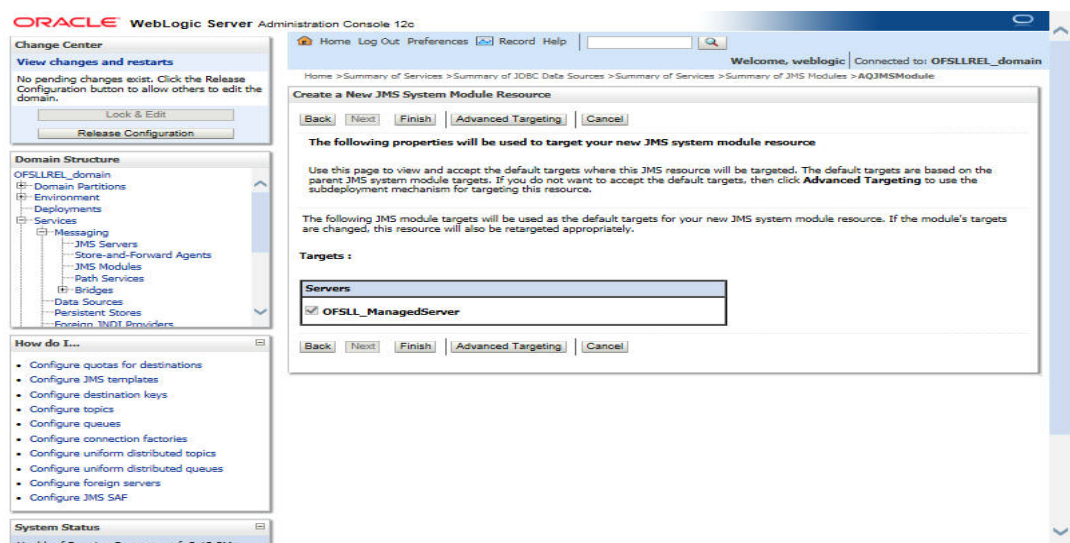 ORACLE WebLogic Server Administration Console 12c
Change Center
View changes and restarts
No pending changes exist. Click the Release
Configuration button to allow others to edit the
domain.
Lock & Edit
Release Configuration
Domain Structure
OFSLLREL_domain
Domain Partitions
Environment
Deployments
Services
Messaging
JMS Servers
Store-and-Forward Agents
JMS Modules
Path Services
Bridges
Data Sources
Persistent Stores
Foreign JNDI Providers
How do I...
Configure quotas for destinations
Configure JMS templates
Configure destination keys
Configure topics
Configure queues
Configure connection factories
Configure uniform distributed topics
Configure uniform distributed queues
Configure foreign servers
Configure JMS SAF
System Status
Home Log Out Preferences Record Help
Welcome, weblogic Connected to: OFSLLREL_domain
Home >Summary of Services >Summary of JDBC Data Sources >Summary of Services >Summary of JMS Modules >AQJMSModule
Create a New JMS System Module Resource
Back Next Finish Advanced Targeting Cancel
The following properties will be used to target your new JMS system module resource
Use this page to view and accept the default targets where this JMS resource will be targeted. The default targets are based on the
parent JMS system module targets. If you do not want to accept the default targets, then click Advanced Targeting to use the
subdeployment mechanism for targeting this resource.
The following JMS module targets will be used as the default targets for your new JMS system module resource. If the module's targets
are changed, this resource will also be retargeted appropriately.
Targets :
Servers
OFSLL_ManagedServer
Back Next Finish Advanced Targeting Cancel